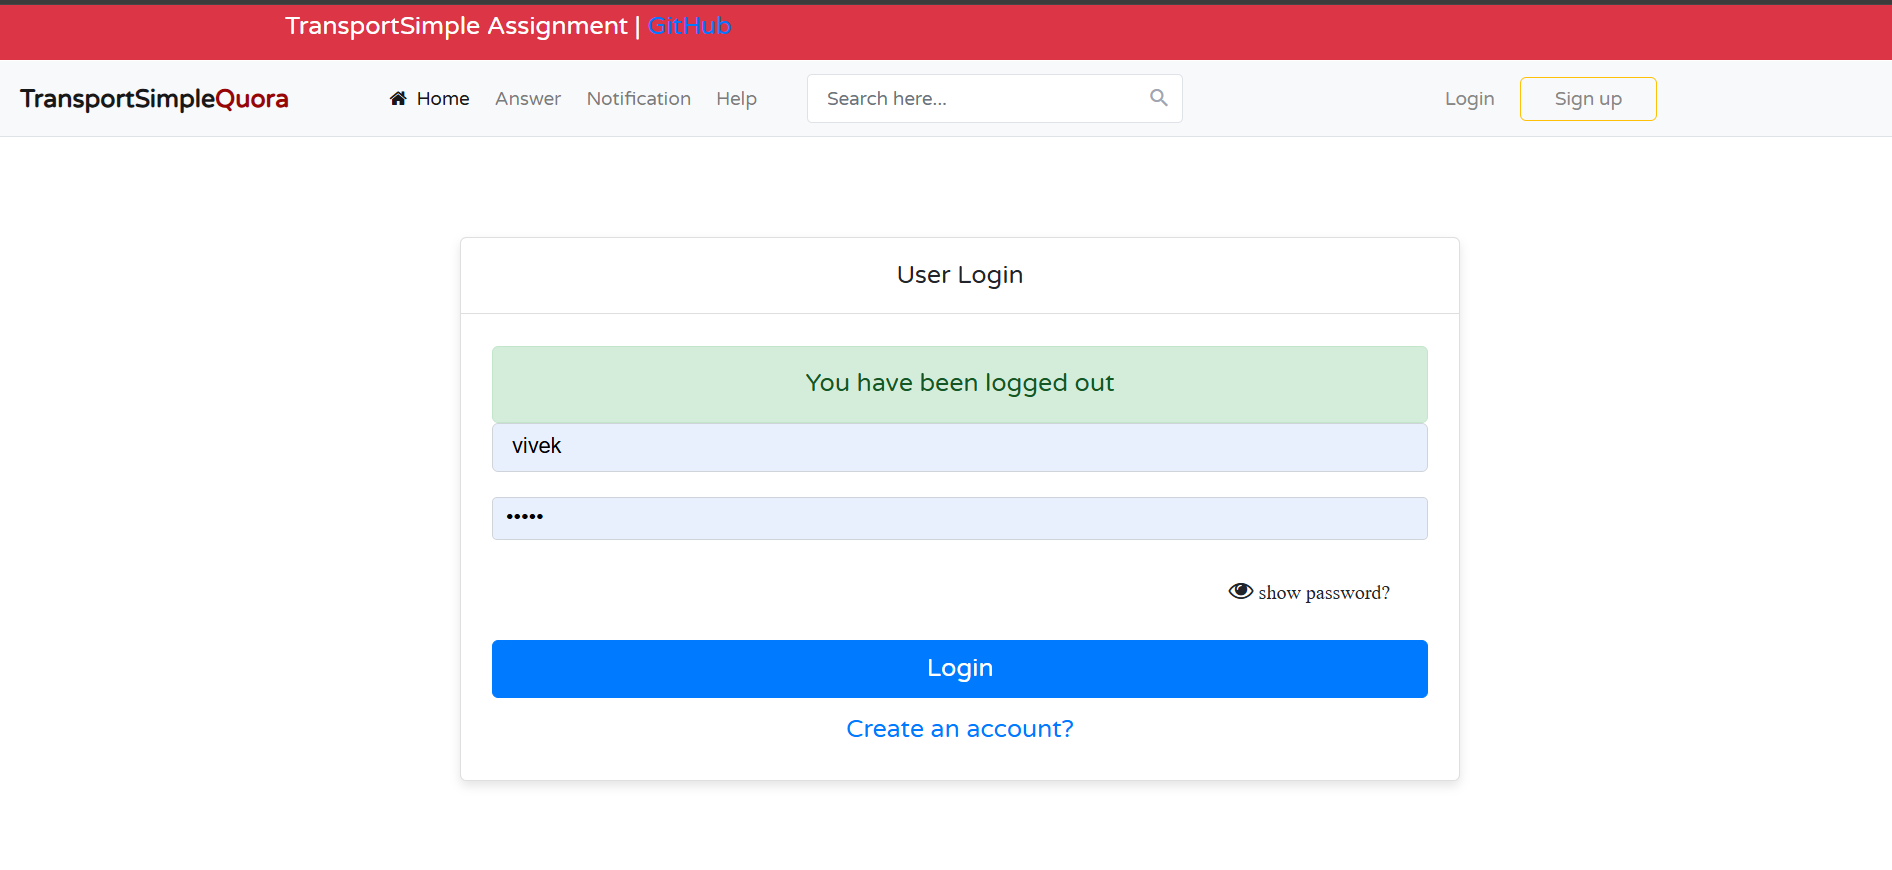 TransportSimple Assignment | GitHub
TransportSimpleQuora Home Answer Notification Help Search here... Login Sign up
User Login
You have been logged out
vivek
•••••
show password?
Login
Create an account?